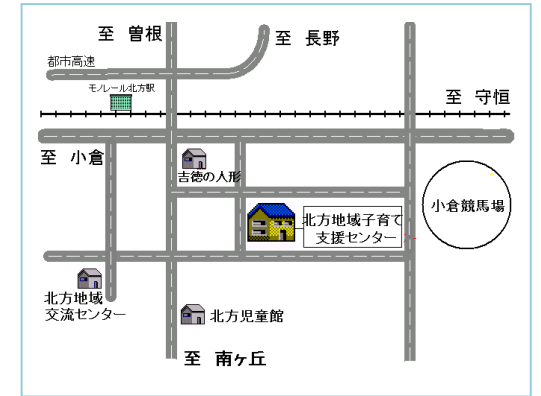 至 曽根
至 長野
都市高速
モノレール北方駅
至 守恒
至 小倉
吉徳の人形
小倉競馬場
北方地域子育て
支援センター
北方地域
交流センター
北方児童館
至 南ヶ丘